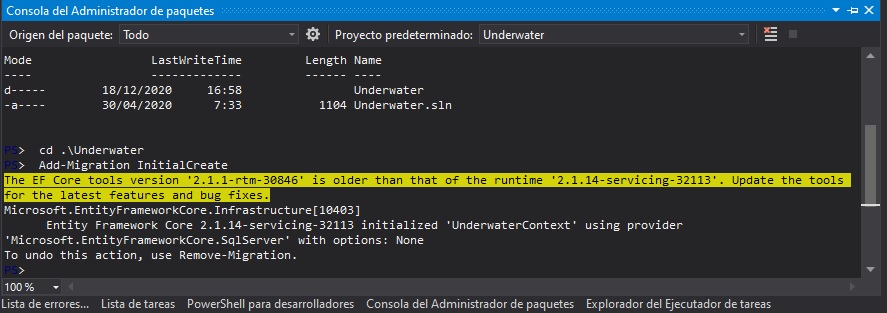 Consola del Administrador de paquetes
Origen del paquete: Todo Proyecto predeterminado: Underwater
Mode LastWriteTime Length Name
---- ------------- ------ ----
d----- 18/12/2020 16:58 Underwater
-a---- 30/04/2020 7:33 1104 Underwater.sln
PS> cd .\Underwater
PS> Add-Migration InitialCreate
The EF Core tools version '2.1.1-rtm-30846' is older than that of the runtime '2.1.14-servicing-32113'. Update the tools
for the latest features and bug fixes.
Microsoft.EntityFrameworkCore.Infrastructure[10403]
Entity Framework Core 2.1.14-servicing-32113 initialized 'UnderwaterContext' using provider
'Microsoft.EntityFrameworkCore.SqlServer' with options: None
To undo this action, use Remove-Migration.
PS>
100 %
Lista de errores... Lista de tareas PowerShell para desarrolladores Consola del Administrador de paquetes Explorador del Ejecutador de tareas